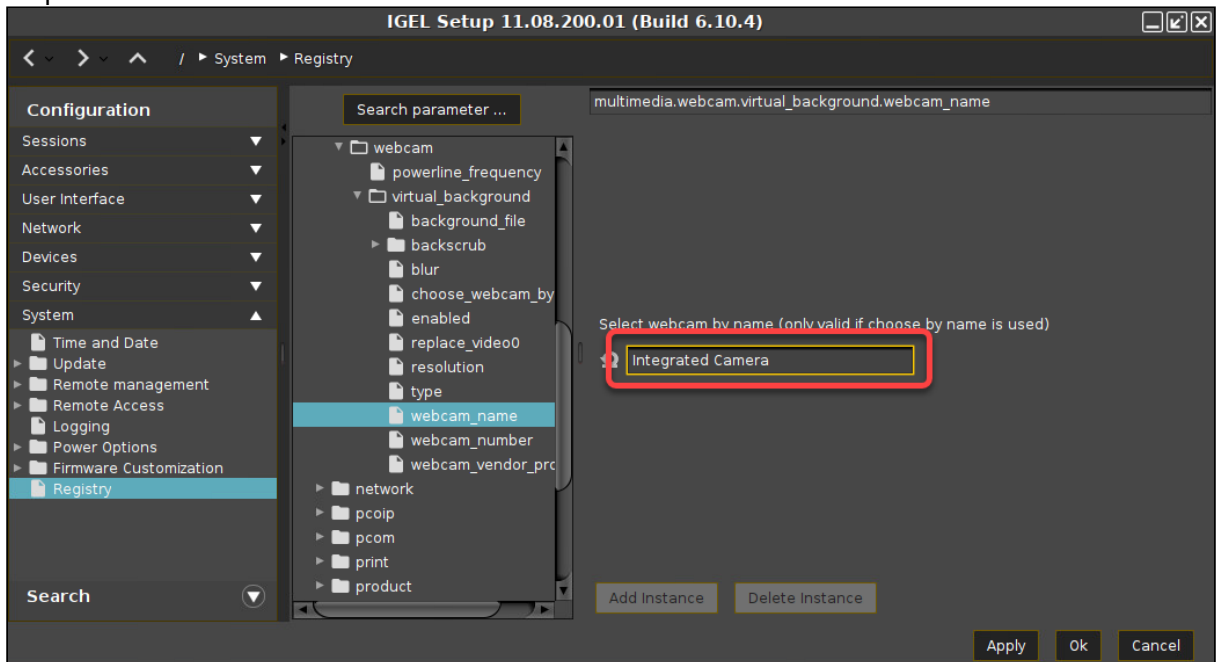 IGEL Setup 11.08.200.01 (Build 6.10.4)
/ ► System ► Registry
Configuration
Sessions
Accessories
User Interface
Network
Devices
Security
System
Time and Date
Update
Remote management
Remote Access
Logging
Power Options
Firmware Customization
Registry
Search
Search parameter ...
webcam
powerline_frequency
virtual_background
background_file
backscrub
blur
choose_webcam_by
enabled
replace_video0
resolution
type
webcam_name
webcam_number
webcam_vendor_prc
network
pcoip
pcom
print
product
multimedia.webcam.virtual_background.webcam_name
Select webcam by name (only valid if choose by name is used)
Integrated Camera
Add Instance Delete Instance
Apply Ok Cancel